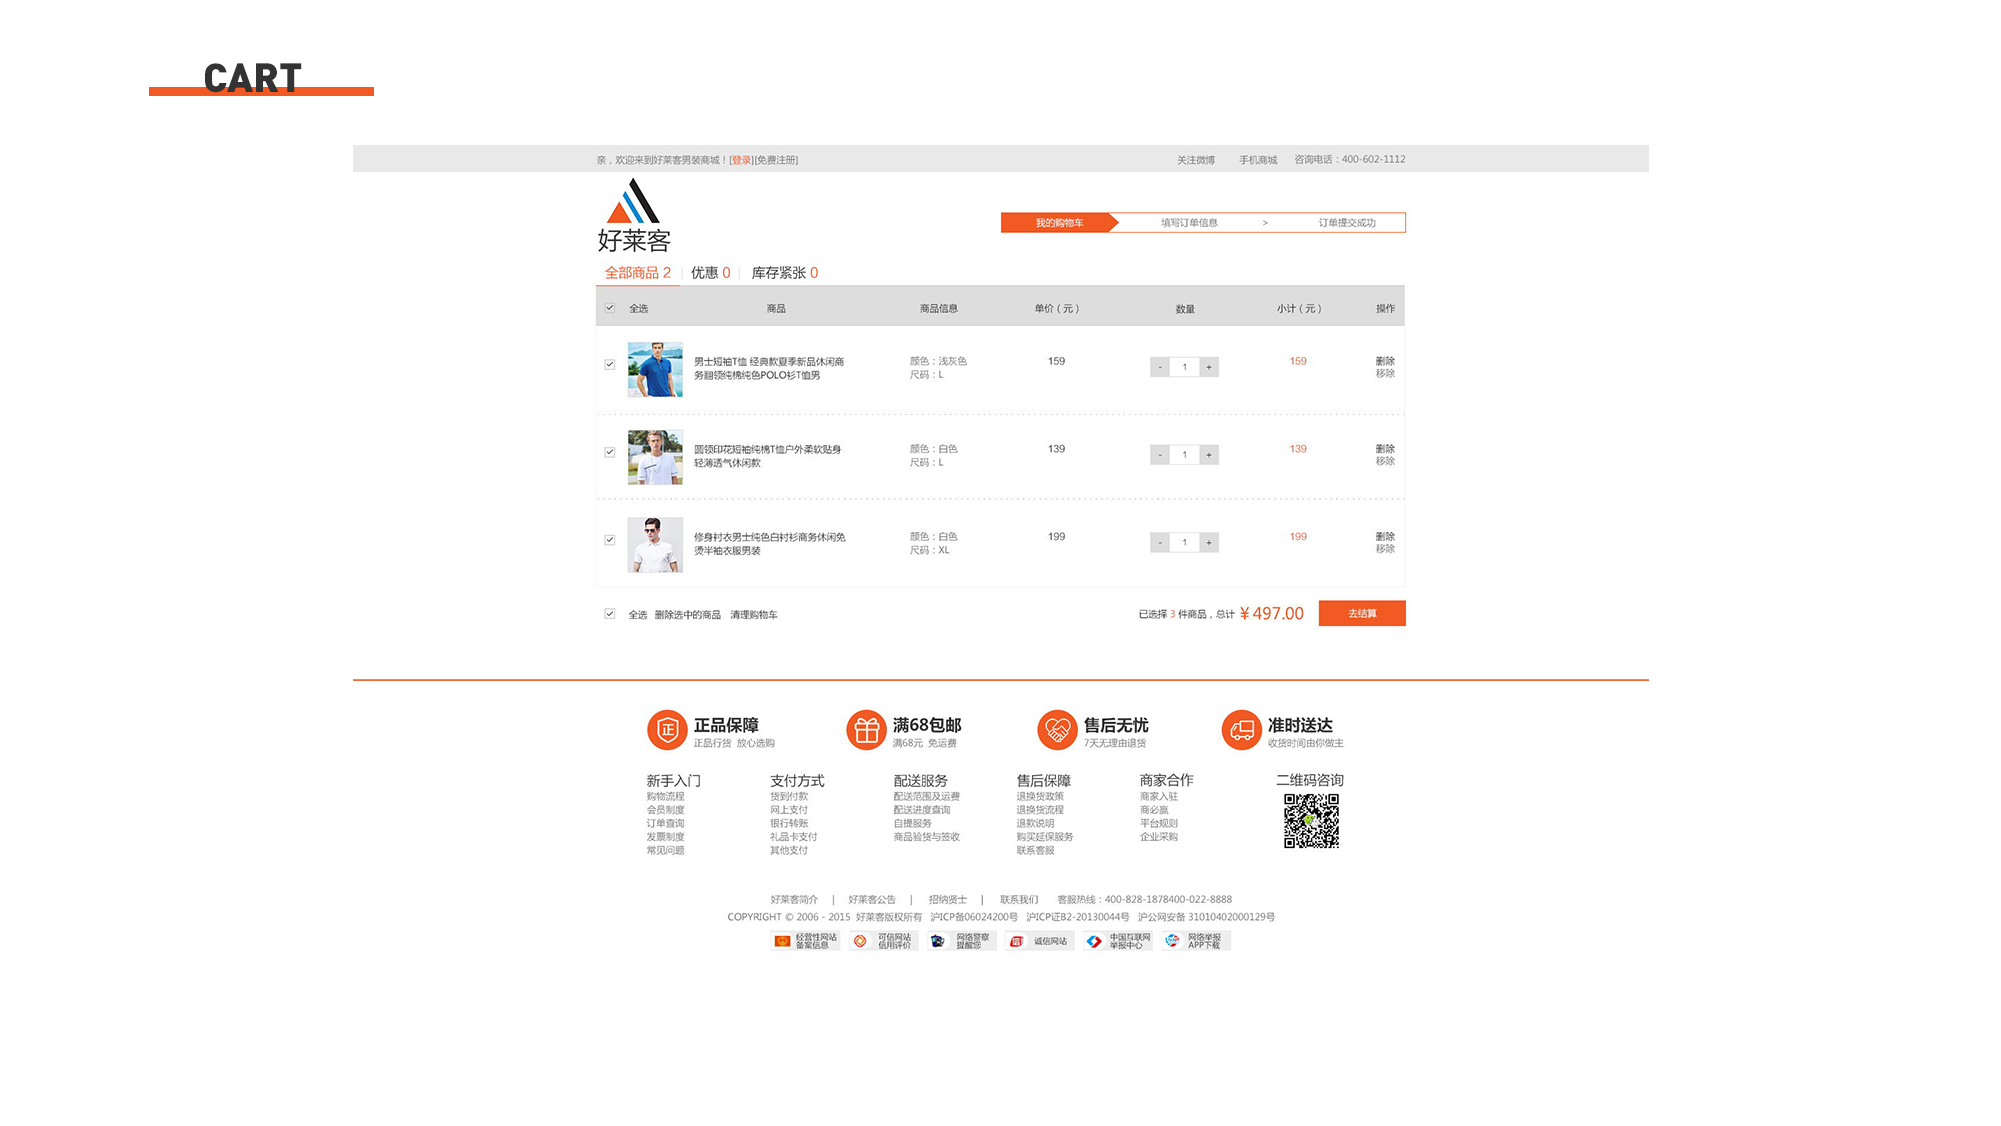 CART
亲，欢迎来到好莱客男装商城！[登录][免费注册]
关注微博 手机商城 咨询电话：400-602-1112
好莱客
我的购物车 填写订单信息 > 订单提交成功
全部商品 2 优惠 0 库存紧张 0
全选 商品 商品信息 单价（元） 数量 小计（元） 操作
男士短袖T恤 经典款夏季新品休闲商
务翻领纯棉纯色POLO衫T恤男
颜色：浅灰色
尺码：L
159
- 1 +
159
删除
移除
圆领印花短袖纯棉T恤户外柔软贴身
轻薄透气休闲款
颜色：白色
尺码：L
139
- 1 +
139
删除
移除
修身衬衣男士纯色白衬衫商务休闲免
烫半袖衣服男装
颜色：白色
尺码：XL
199
- 1 +
199
删除
移除
全选 删除选中的商品 清理购物车
已选择 3 件商品，总计 ¥ 497.00 去结算
正
正品保障
正品行货 放心选购
满68包邮
满68元 免运费
售后无忧
7天无理由退货
准时送达
收货时间由你做主
新手入门
购物流程
会员制度
订单查询
发票制度
常见问题
支付方式
货到付款
网上支付
银行转账
礼品卡支付
其他支付
配送服务
配送范围及运费
配送进度查询
自提服务
商品验货与签收
售后保障
退换货政策
退换货流程
退款说明
购买延保服务
联系客服
商家合作
商家入驻
商必赢
平台规则
企业采购
二维码咨询
好莱客简介 | 好莱客公告 | 招纳贤士 | 联系我们 客服热线：400-828-1878400-022-8888
COPYRIGHT © 2006 - 2015 好莱客版权所有 沪ICP备06024200号 沪ICP证B2-20130044号 沪公网安备 31010402000129号
经营性网站
备案信息
可信网站
信用评价
网络警察
提醒您
诚信网站
中国互联网
举报中心
网络举报
APP下载